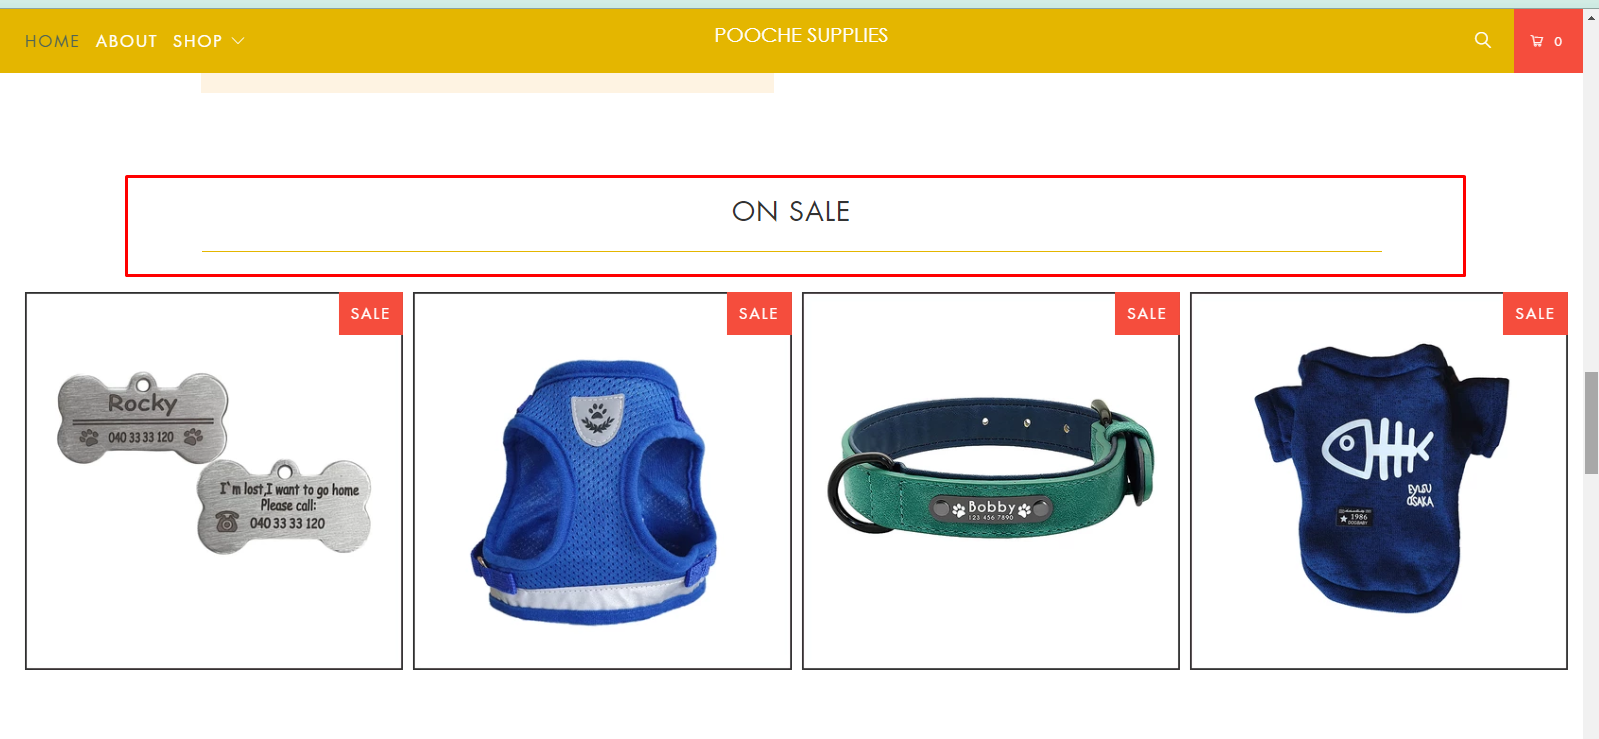 HOME ABOUT SHOP
POOCHE SUPPLIES
0
ON SALE
SALE
SALE
SALE
SALE
Rocky
040 33 33 120
I`m lost,I want to go home
Please call:
040 33 33 120
Bobby
123 456 7890
OSAKA
1986
DOGBABY